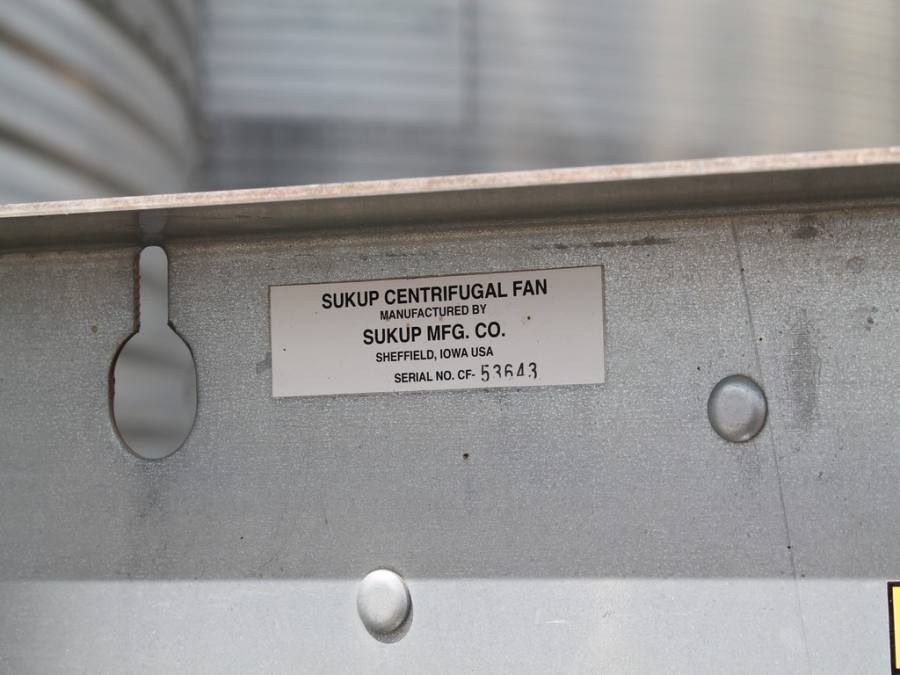 SUKUP CENTRIFUGAL FAN
MANUFACTURED BY
SUKUP MFG. CO.
SHEFFIELD, IOWA USA
SERIAL NO. CF- 53643